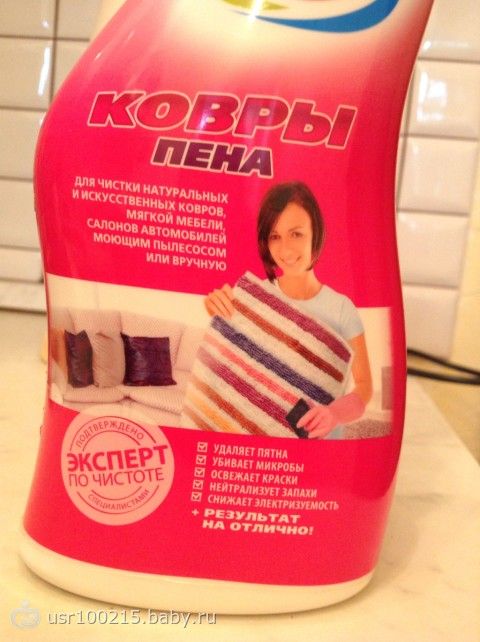 КОВРЫ
ПЕНА
ДЛЯ ЧИСТКИ НАТУРАЛЬНЫХ
И ИСКУССТВЕННЫХ КОВРОВ,
МЯГКОЙ МЕБЕЛИ,
САЛОНОВ АВТОМОБИЛЕЙ
МОЮЩИМ ПЫЛЕСОСОМ
ИЛИ ВРУЧНУЮ
ПОДТВЕРЖДЕНО
ЭКСПЕРТ
ПО ЧИСТОТЕ
СПЕЦИАЛИСТАМИ
УДАЛЯЕТ ПЯТНА
УБИВАЕТ МИКРОБЫ
ОСВЕЖАЕТ КРАСКИ
НЕЙТРАЛИЗУЕТ ЗАПАХИ
СНИЖАЕТ ЭЛЕКТРИЗУЕМОСТЬ
+ РЕЗУЛЬТАТ
НА ОТЛИЧНО!
usr100215.baby.ru